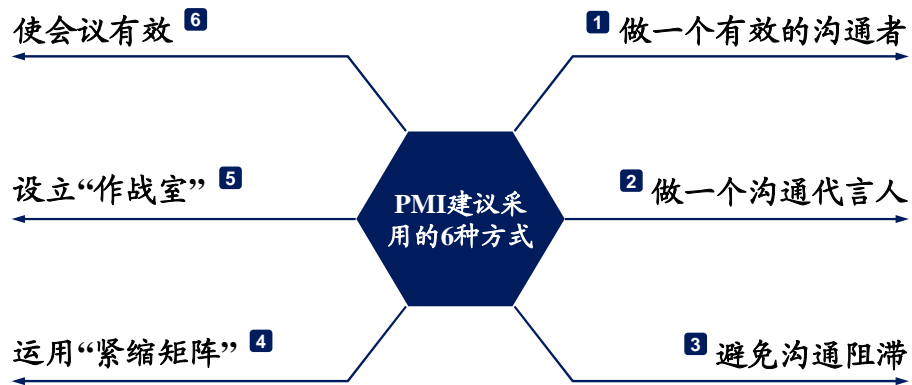 使会议有效 6
1 做一个有效的沟通者
设立“作战室” 5
2 做一个沟通代言人
PMI建议采
用的6种方式
运用“紧缩矩阵” 4
3 避免沟通阻滞